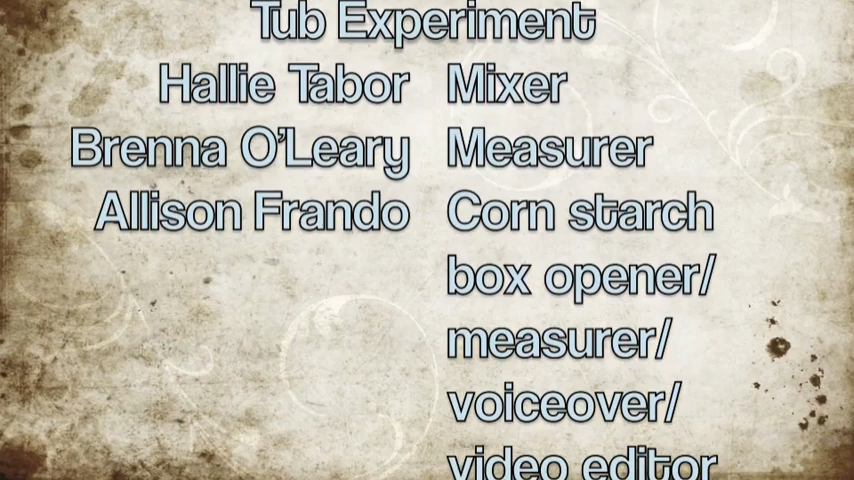 Tub Experiment
Hallie Tabor Mixer
Brenna O'Leary Measurer
Allison Frando Corn starch
box opener/
measurer/
voiceover/
video editor